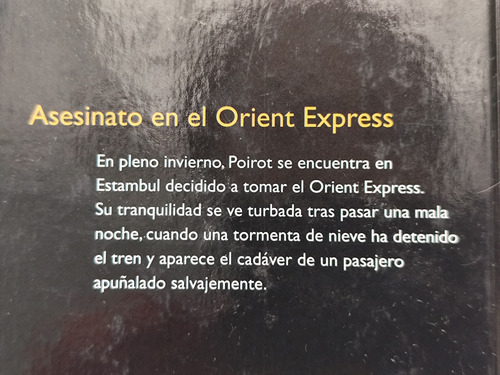 Asesinato en el Orient Express
En pleno invierno, Poirot se encuentra en
Estambul decidido a tomar el Orient Express.
Su tranquilidad se ve turbada tras pasar una mala
noche, cuando una tormenta de nieve ha detenido
el tren y aparece el cadáver de un pasajero
apuñalado salvajemente.